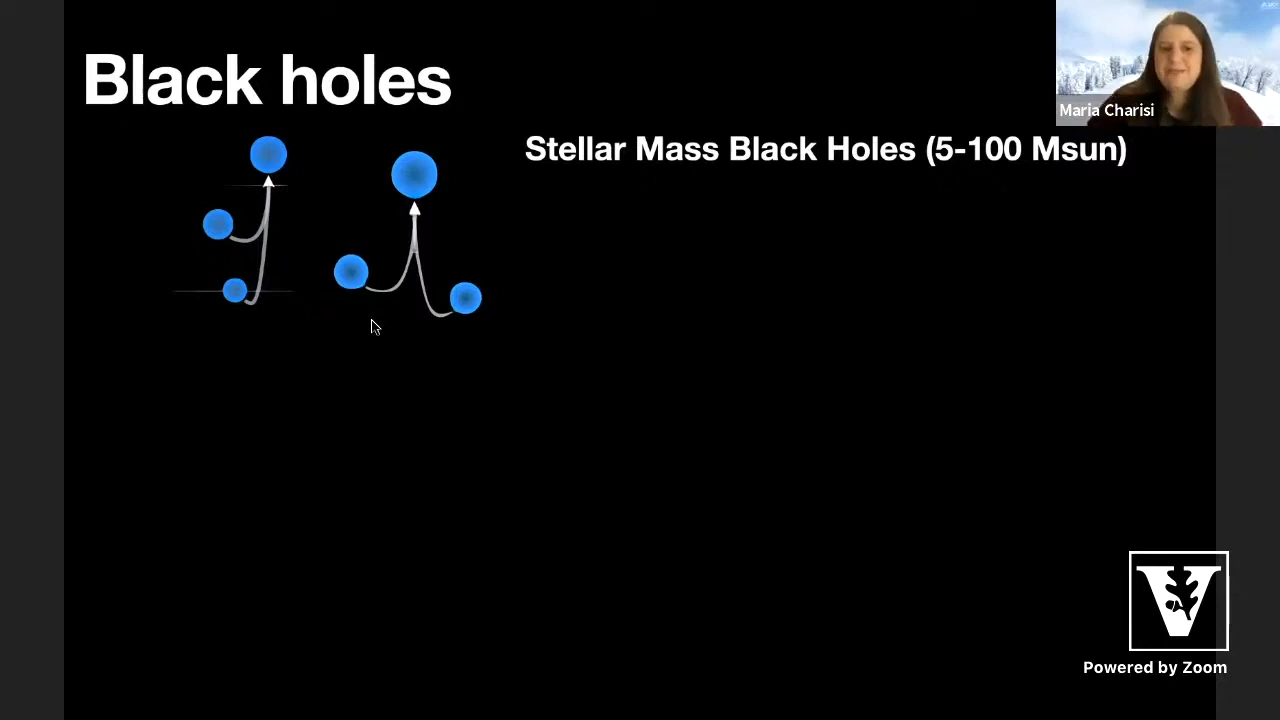 Black holes
Maria Charisi
Stellar Mass Black Holes (5-100 Msun)
V
Powered by Zoom